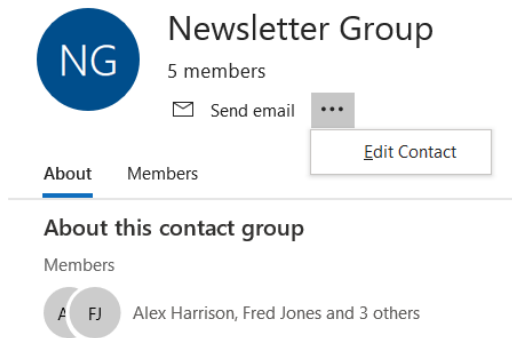 NG
Newsletter Group
5 members
Send email
Edit Contact
About Members
About this contact group
Members
A FJ Alex Harrison, Fred Jones and 3 others